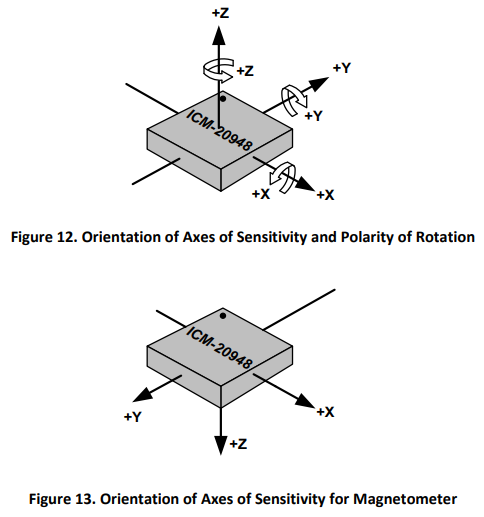 +Z
+Z
+Y
+Y
ICM-20948
+X
+X
Figure 12. Orientation of Axes of Sensitivity and Polarity of Rotation
ICM-20948
+Y
+X
+Z
Figure 13. Orientation of Axes of Sensitivity for Magnetometer